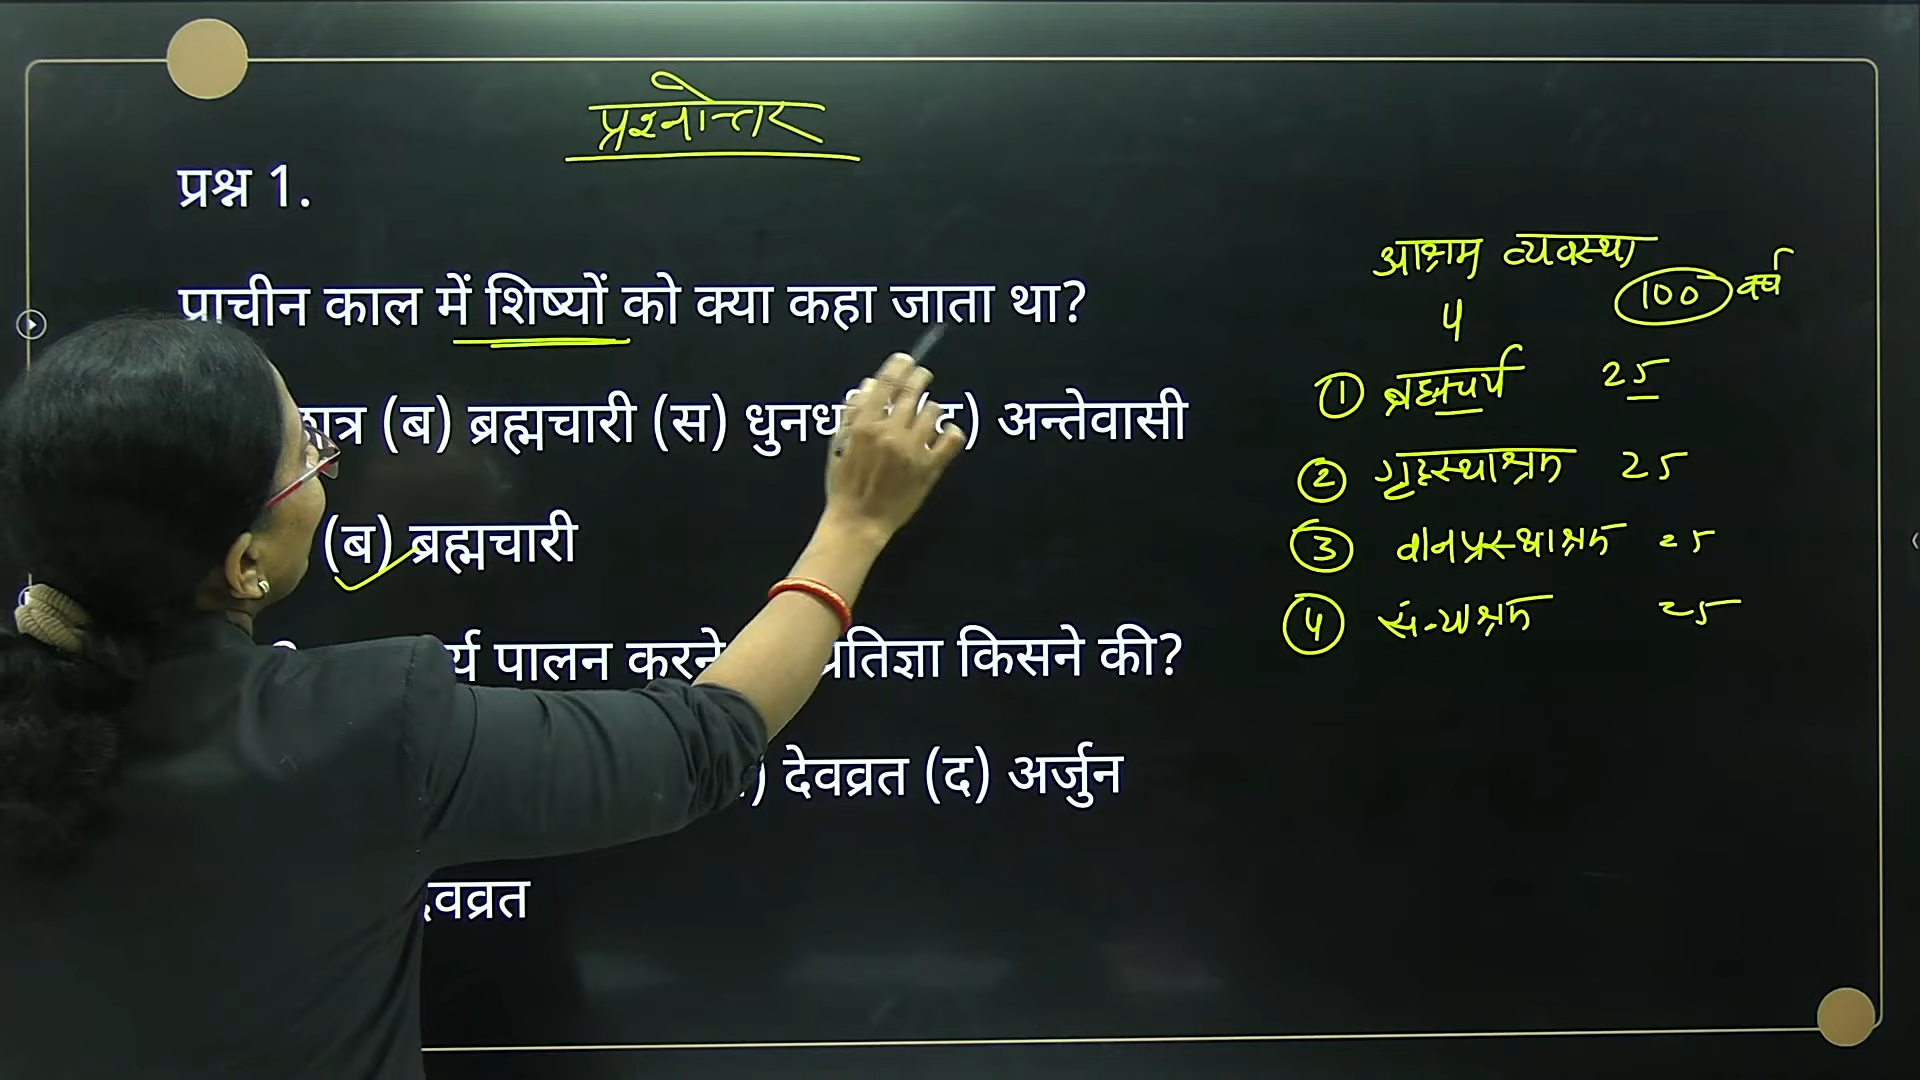 प्रश्नोत्तर
प्रश्न 1.
प्राचीन काल में शिष्यों को क्या कहा जाता था?
(ब) ब्रह्मचारी (स) अन्तेवासी
(ब) ब्रह्मचारी
पालन करने प्रतिज्ञा किसने की?
देवव्रत (द) अर्जुन
देवव्रत
आश्रम व्यवस्था
4 100 वर्ष
1 ब्रह्मचर्य 25
2 गृहस्थाश्रम 25
3 वानप्रस्थाश्रम 25
4 25